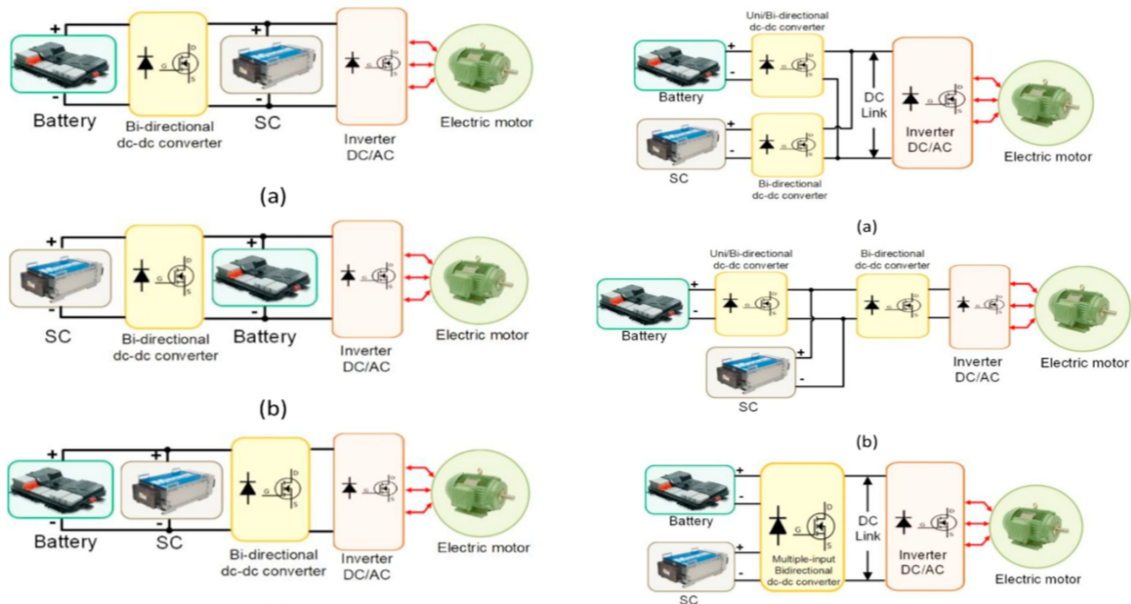 +
+
-
-
G
D
S
G
D
S
Battery
Bi-directional
dc-dc converter
SC
Inverter
DC/AC
Electric motor
(a)
+
+
-
-
G
D
S
G
D
S
SC
Bi-directional
dc-dc converter
Battery
Inverter
DC/AC
Electric motor
(b)
+
+
-
-
G
D
S
G
D
S
Battery
SC
Bi-directional
dc-dc converter
Inverter
DC/AC
Electric motor
Uni/Bi-directional
dc-dc converter
+
-
Battery
+
-
SC
Bi-directional
dc-dc converter
DC
Link
Inverter
DC/AC
Electric motor
(a)
Uni/Bi-directional
dc-dc converter
Bi-directional
dc-dc converter
+
-
Battery
+
-
SC
Inverter
DC/AC
Electric motor
(b)
+
-
Battery
+
-
SC
G
D
S
Multiple-input
Bidirectional
dc-dc converter
DC
Link
Inverter
DC/AC
Electric motor